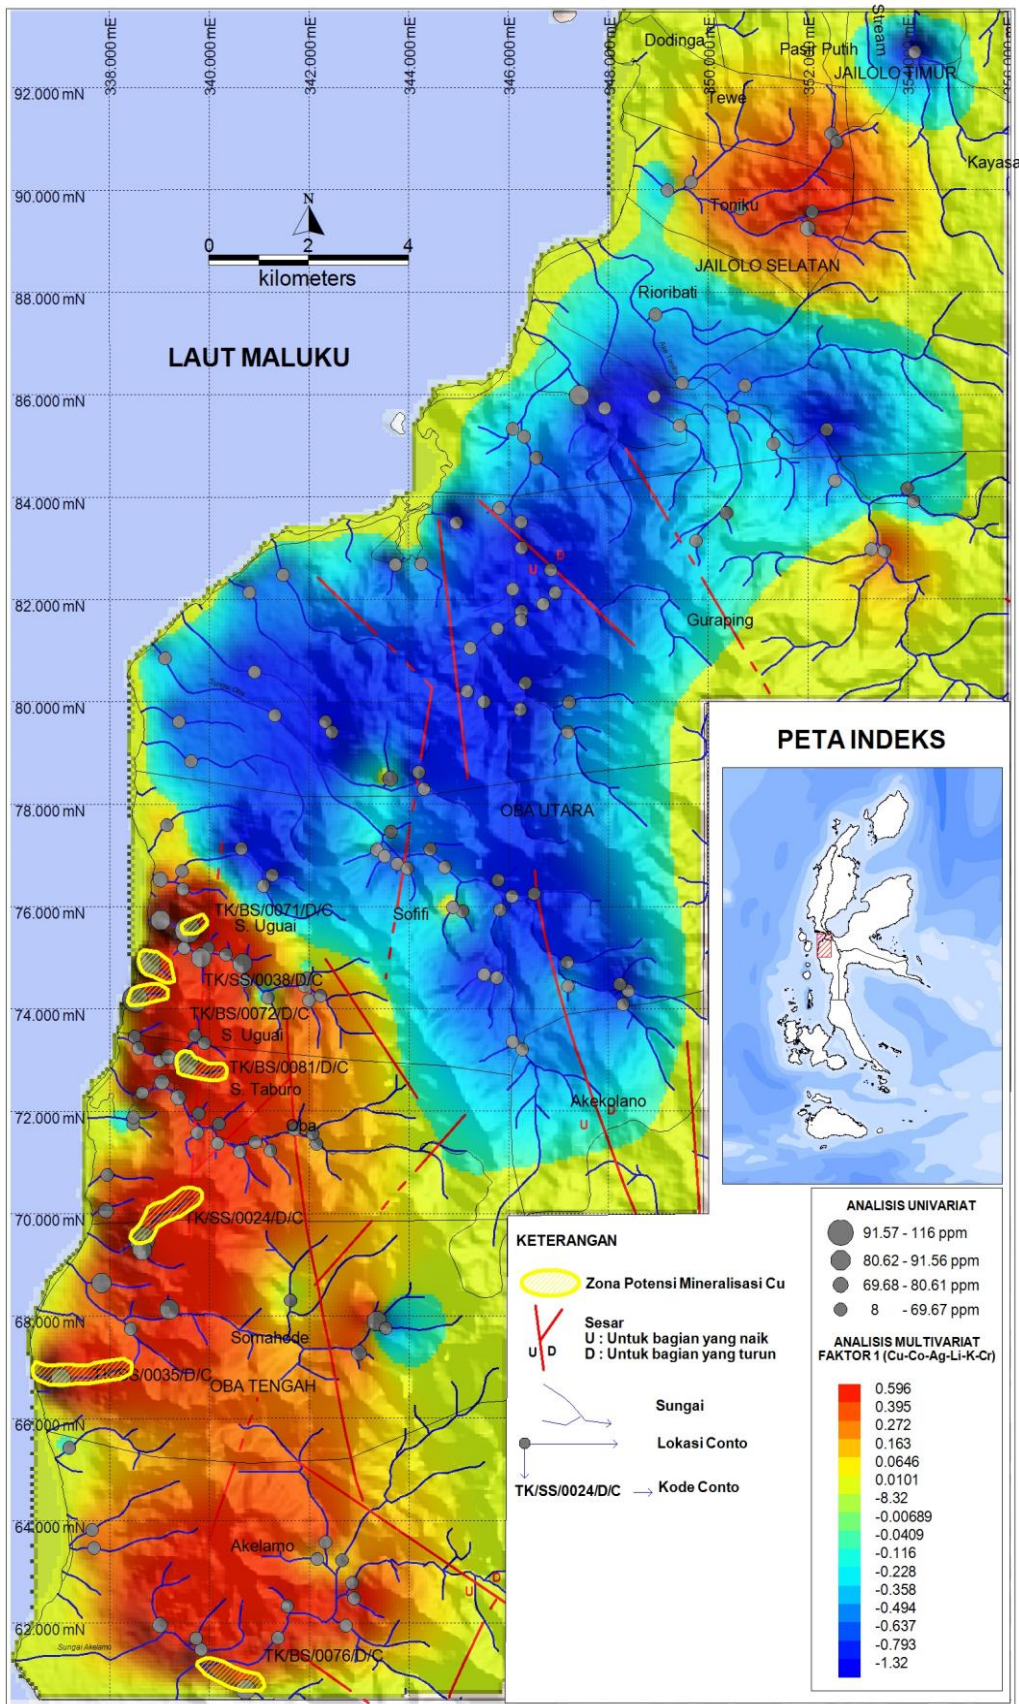 338.000 mE
340.000 mE
342.000 mE
344.000 mE
346.000 mE
348.000 mE
350.000 mE
352.000 mE
Stream
Dodinga
Pasir Putih
JAILOLO TIMUR
92.000 mN
Tewe
Kayasa
90.000 mN
Toniku
N
0 2 4
kilometers
JAILOLO SELATAN
88.000 mN
Rioribati
LAUT MALUKU
86.000 mN
84.000 mN
U D
82.000 mN
Guraping
80.000 mN
78.000 mN
OBA UTARA
76.000 mN
TK/BS/0071/D/C
S. Uguai
Sofifi
TK/SS/0038/D/C
74.000 mN
TK/BS/0072/D/C
S. Uguai
TK/BS/0081/D/C
S. Taburo
72.000 mN
Akekolano
Oba
U D
70.000 mN
TK/SS/0024/D/C
68.000 mN
Somahode
TK/SS/0035/D/C
OBA TENGAH
66.000 mN
64.000 mN
Akelamo
U D
62.000 mN
Sungai Akelamo
TK/BS/0076/D/C
PETA INDEKS
KETERANGAN
Zona Potensi Mineralisasi Cu
Sesar
U : Untuk bagian yang naik
D : Untuk bagian yang turun
U D
Sungai
Lokasi Conto
TK/SS/0024/D/C
Kode Conto
ANALISIS UNIVARIAT
91.57 - 116 ppm
80.62 - 91.56 ppm
69.68 - 80.61 ppm
8 - 69.67 ppm
ANALISIS MULTIVARIAT
FAKTOR 1 (Cu-Co-Ag-Li-K-Cr)
0.596
0.395
0.272
0.163
0.0646
0.0101
-8.32
-0.00689
-0.0409
-0.116
-0.228
-0.358
-0.494
-0.637
-0.793
-1.32